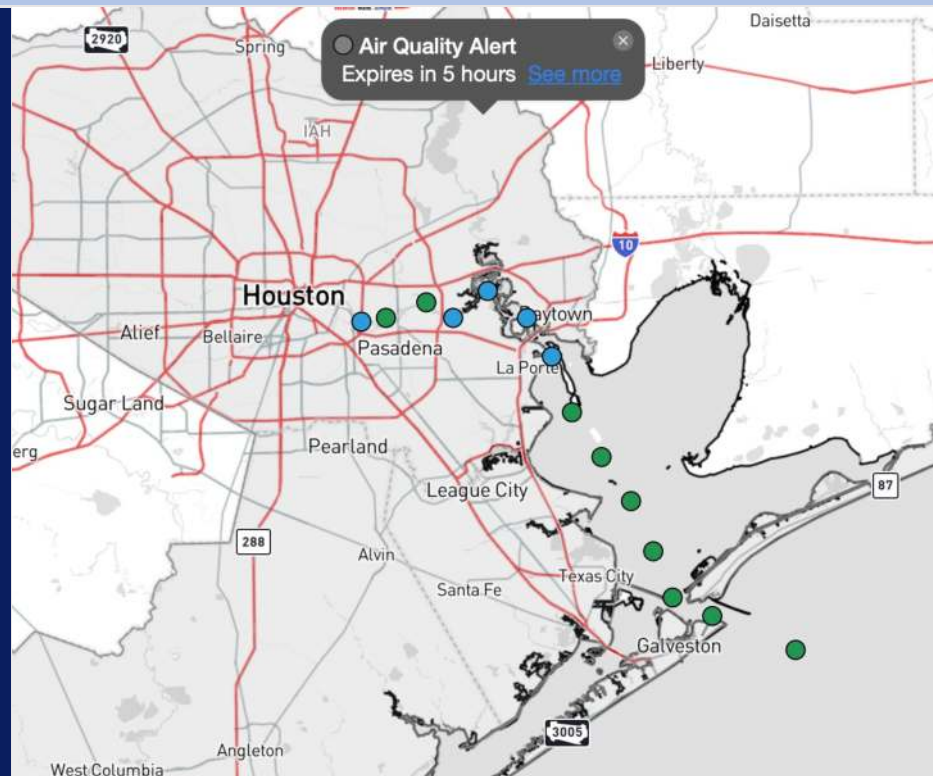 Daisetta
2920
Spring
Air Quality Alert
Expires in 5 hours See more
Liberty
IAH
10
Houston
Baytown
Alief
Bellaire
Pasadena
La Porte
Sugar Land
erg
Pearland
League City
87
288
Alvin
Texas City
Santa Fe
Galveston
3005
Angleton
West Columbia